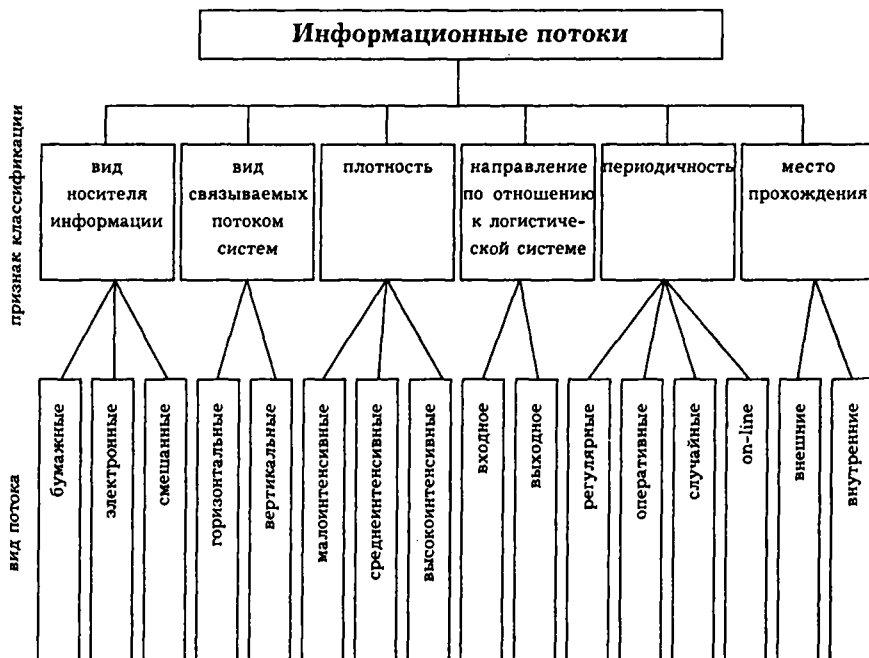 Информационные потоки
признак классификации
вид
носителя
информации
вид
связываемых
потоком
систем
плотность
направление
по отношению
к логистиче-
ской системе
периодичность
место
прохождения
вид потока
бумажные
электронные
смешанные
горизонтальные
вертикальные
малоинтенсивные
среднеинтенсивные
высокоинтенсивные
входное
выходное
регулярные
оперативные
случайные
on-line
внешние
внутренние